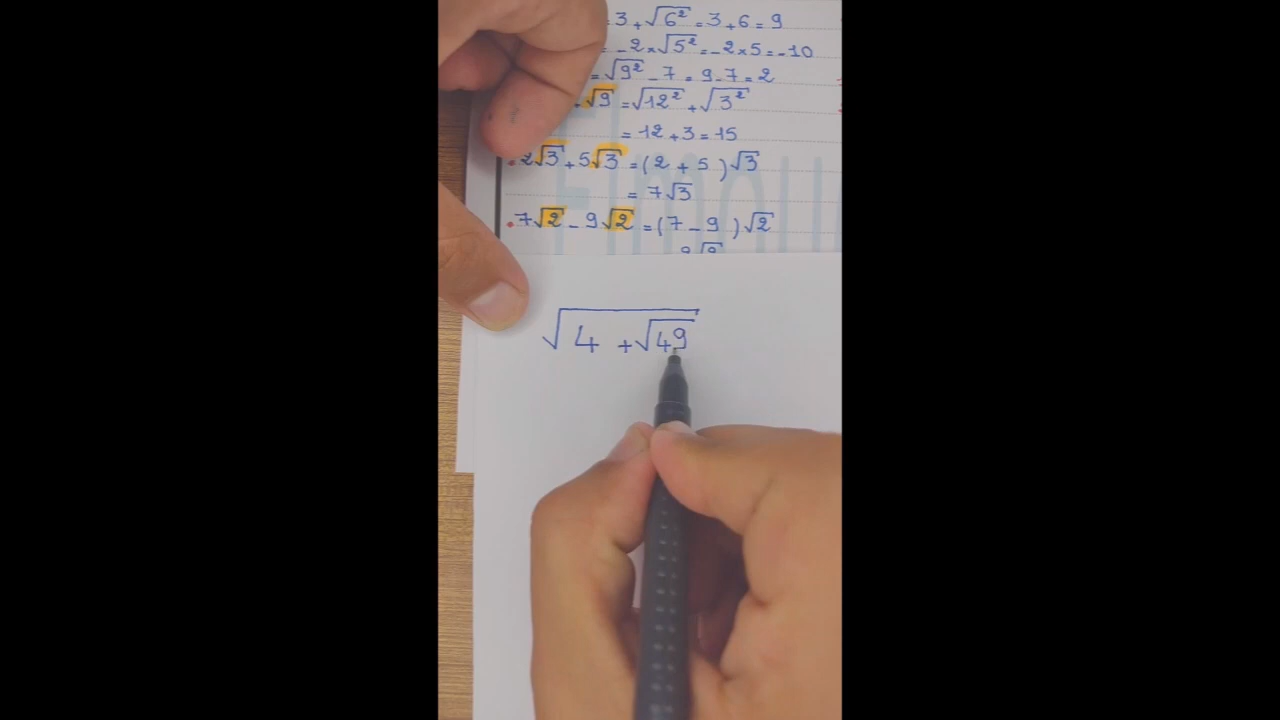 = 3 + √6² = 3 + 6 = 9
= -2 × √5² = -2 × 5 = -10
= √9² - 7 = 9 - 7 = 2
√9 = √12² + √3²
= 12 + 3 = 15
2√3 + 5√3 = (2 + 5)√3
= 7√3
7√2 - 9√2 = (7 - 9)√2
√(4 + √49)